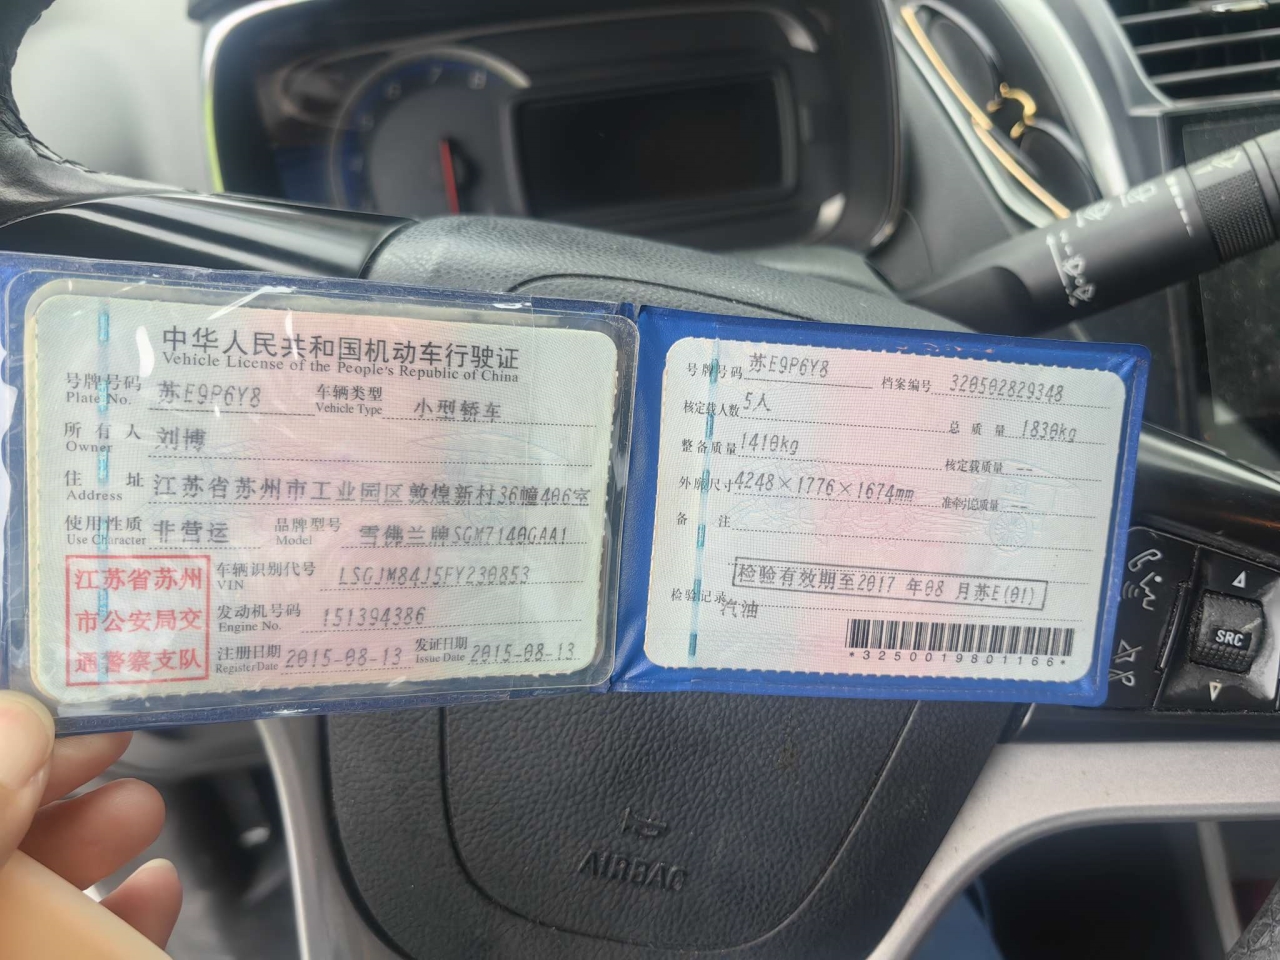 中华人民共和国机动车行驶证
Vehicle License of the People's Republic of China
号牌号码 苏E9P6Y8 车辆类型 小型轿车
Plate No. Vehicle Type
所有人 刘博
Owner
住址 江苏省苏州市工业园区敦煌新村36幢406室
Address
使用性质 非营运 品牌型号 雪佛兰牌SGM7140GAA1
Use Character Model
江苏省苏州
市公安局交
通警察支队
车辆识别代号 LSGJM84J5FY230853
VIN
发动机号码 151394386
Engine No.
注册日期 2015-08-13 发证日期 2015-08-13
Register Date Issue Date
号牌号码 苏E9P6Y8 档案编号 320502829348
核定载人数 5人 总质量 1830kg
整备质量 1410kg 核定载质量 --
外廓尺寸 4248×1776×1674mm 准牵引总质量 --
备注
检验有效期至2017 年08 月苏E(01)
检验记录 汽油
*3250019801166*
7 8
SRC
AIRBAG